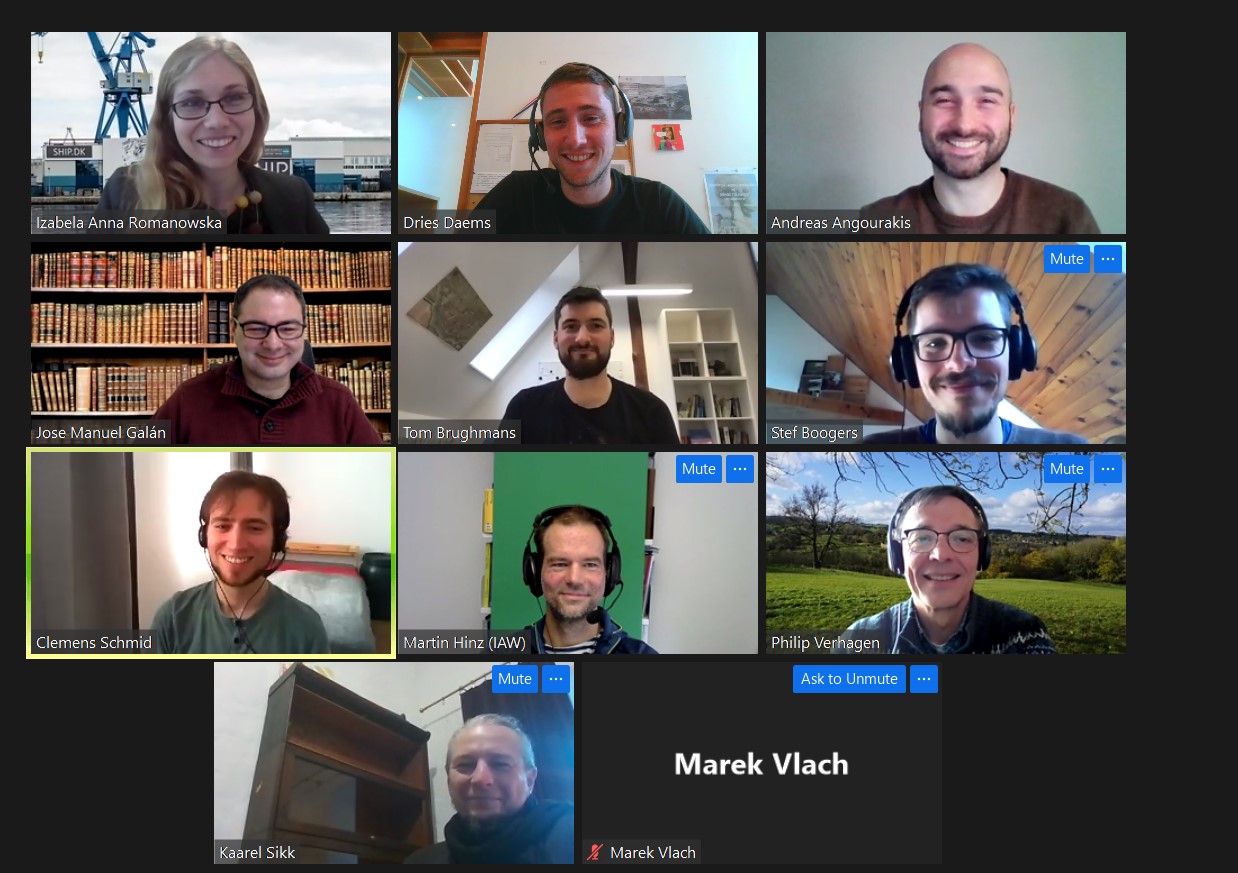 SHIP.DK
Izabela Anna Romanowska
Dries Daems
Andreas Angourakis
Mute
Jose Manuel Galán
Tom Brughmans
Stef Boogers
Mute
Mute
Clemens Schmid
Martin Hinz (IAW)
Philip Verhagen
Mute
Ask to Unmute
Marek Vlach
Kaarel Sikk
Marek Vlach